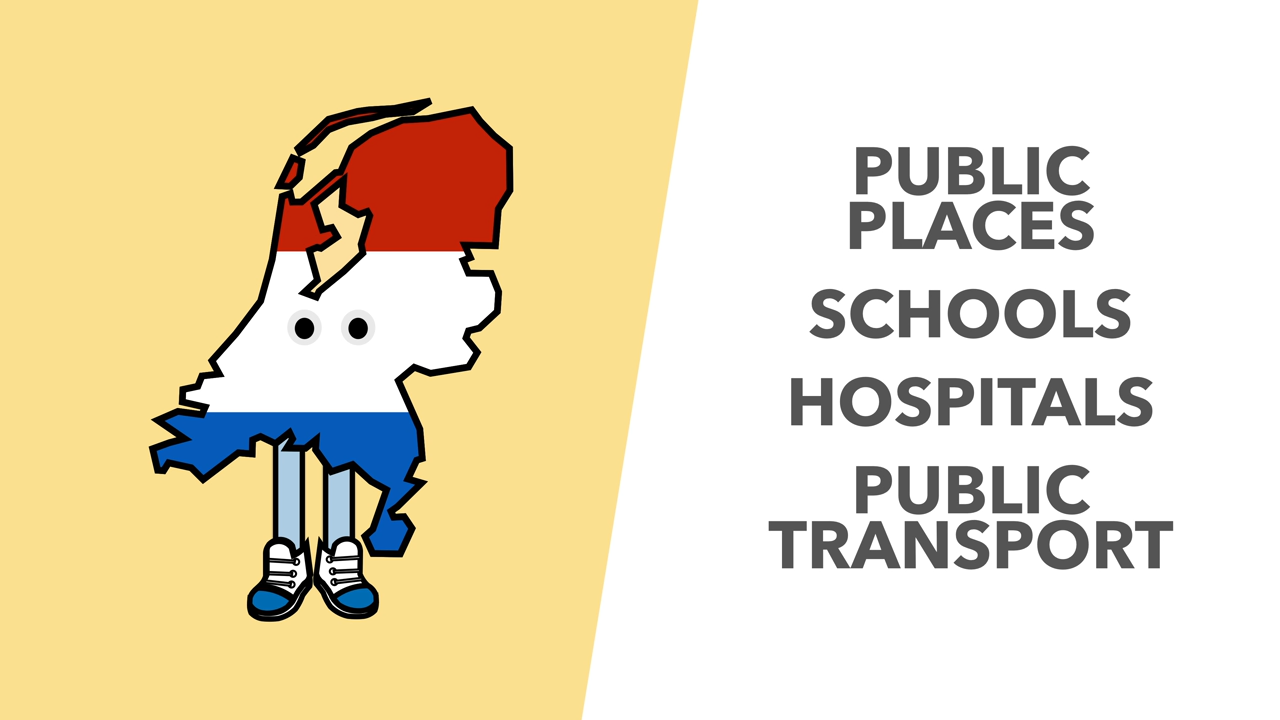 PUBLIC
PLACES
SCHOOLS
HOSPITALS
PUBLIC
TRANSPORT